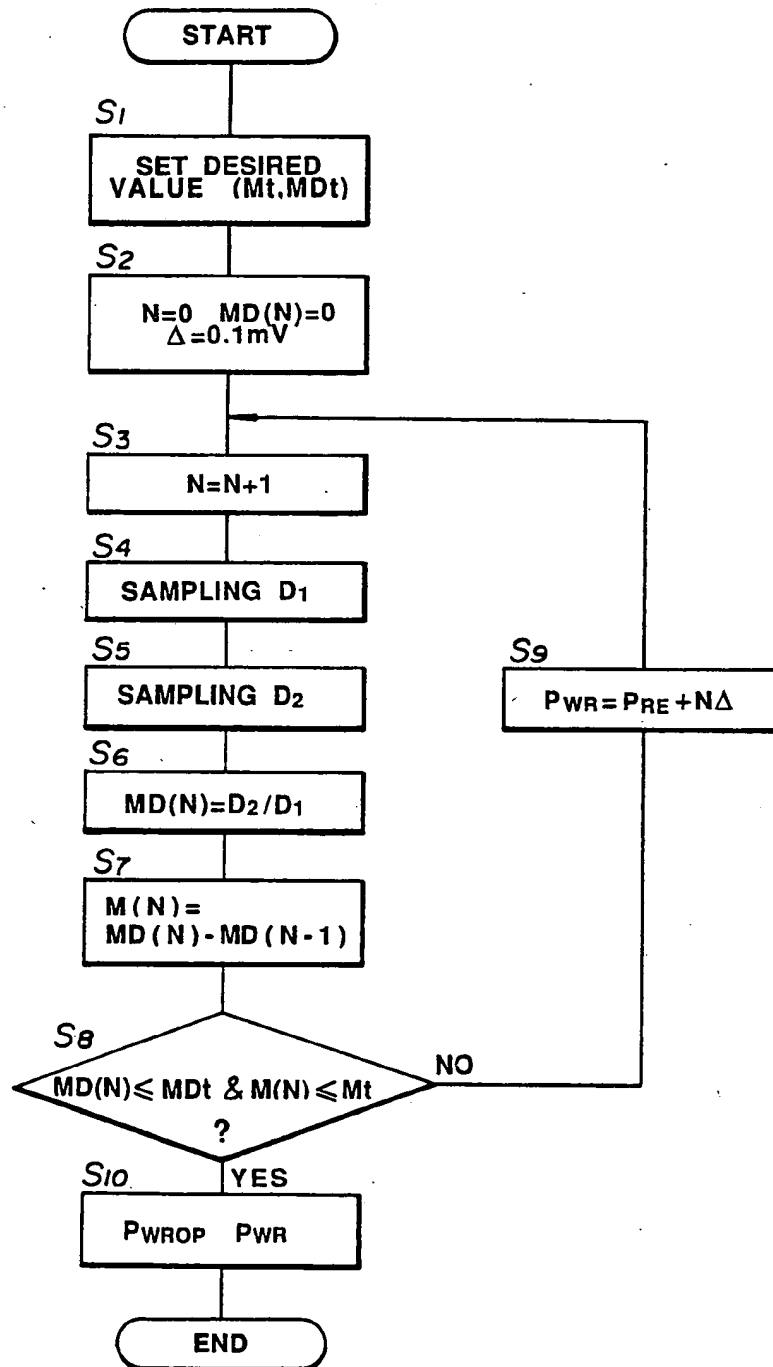 START
S1
SET DESIRED
VALUE (Mt,MDt)
S2
N=0 MD(N)=0
Δ=0.1mV
S3
N=N+1
S4
SAMPLING D1
S5
SAMPLING D2
S9
PWR=PRE+NΔ
S6
MD(N)=D2/D1
S7
M(N)=
MD(N)-MD(N-1)
S8
MD(N)≤MDt & M(N)≤Mt
?
NO
YES
S10
PWROP PWR
END